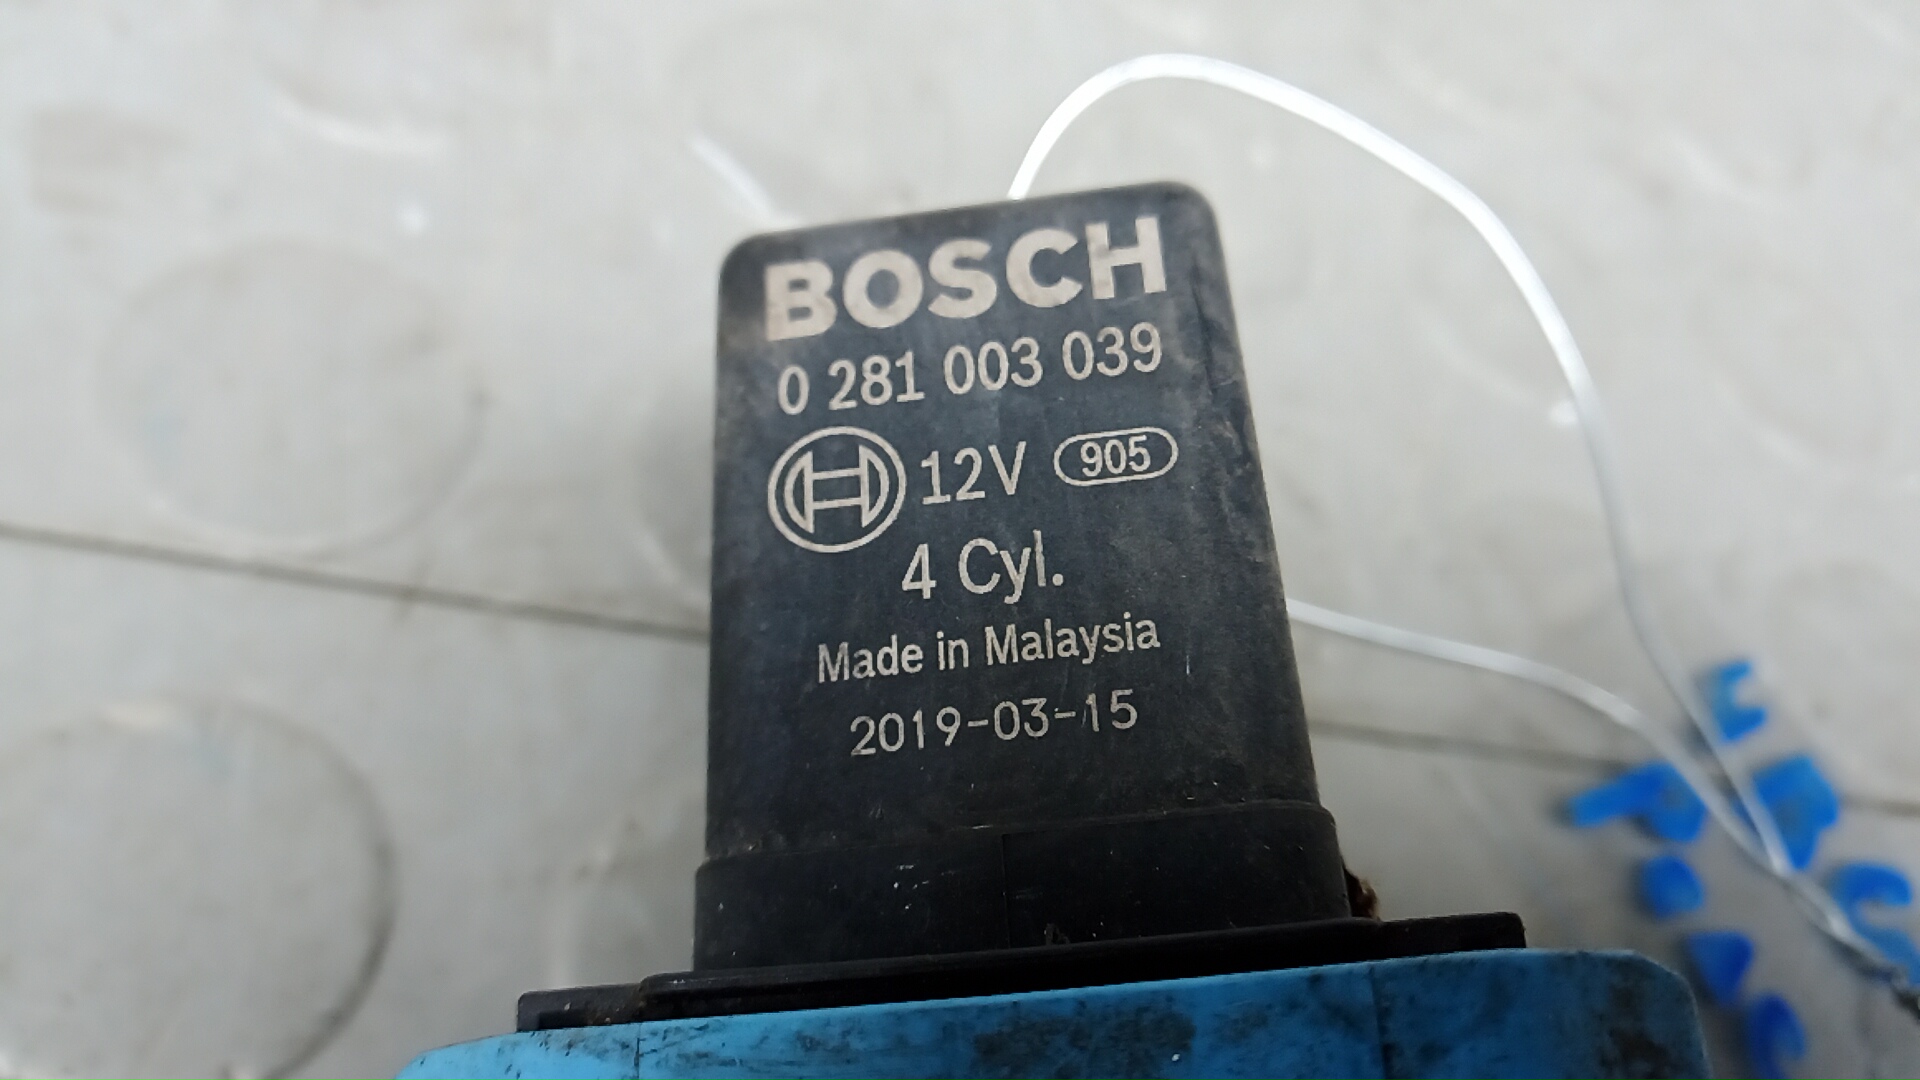 BOSCH
0 281 003 039
12V 905
4 Cyl.
Made in Malaysia
2019-03-15